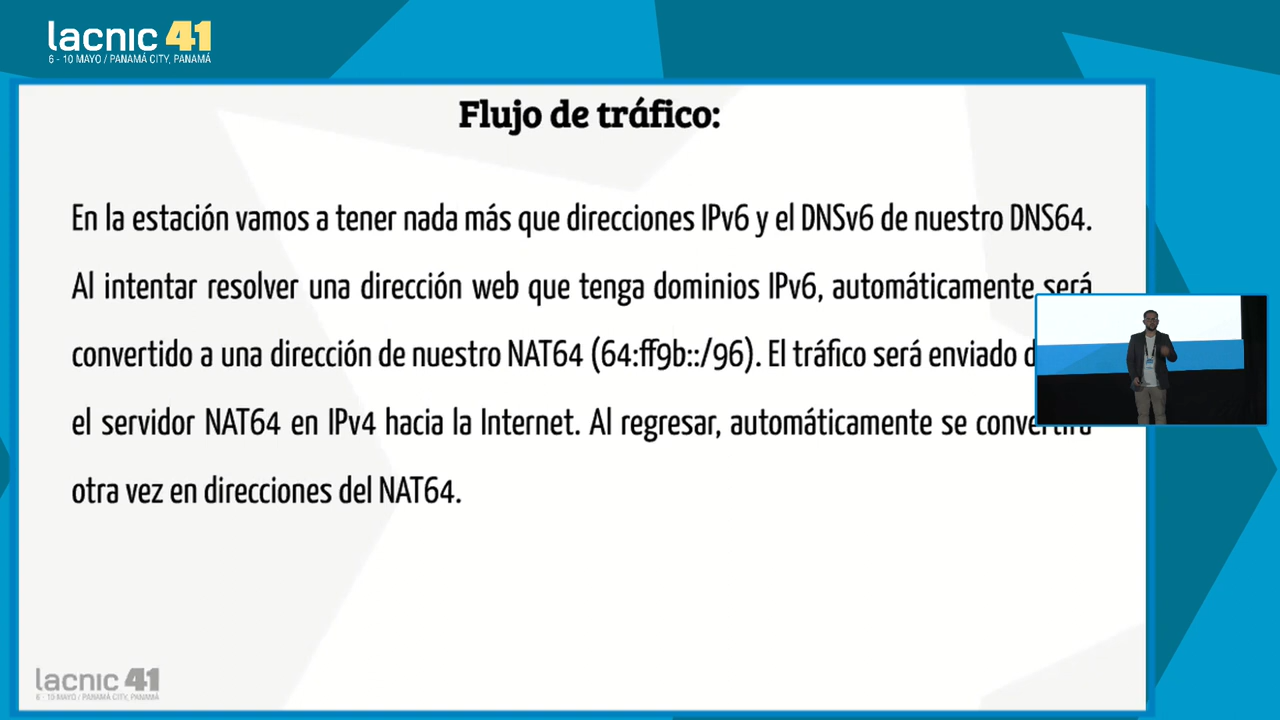 lacnic 41
6 - 10 MAYO / PANAMÁ CITY, PANAMÁ
Flujo de tráfico:
En la estación vamos a tener nada más que direcciones IPv6 y el DNSv6 de nuestro DNS64.
Al intentar resolver una dirección web que tenga dominios IPv6, automáticamente será
convertido a una dirección de nuestro NAT64 (64:ff9b::/96). El tráfico será enviado
el servidor NAT64 en IPv4 hacia la Internet. Al regresar, automáticamente se convertirá
otra vez en direcciones del NAT64.
lacnic 41
6 - 10 MAYO / PANAMÁ CITY, PANAMÁ